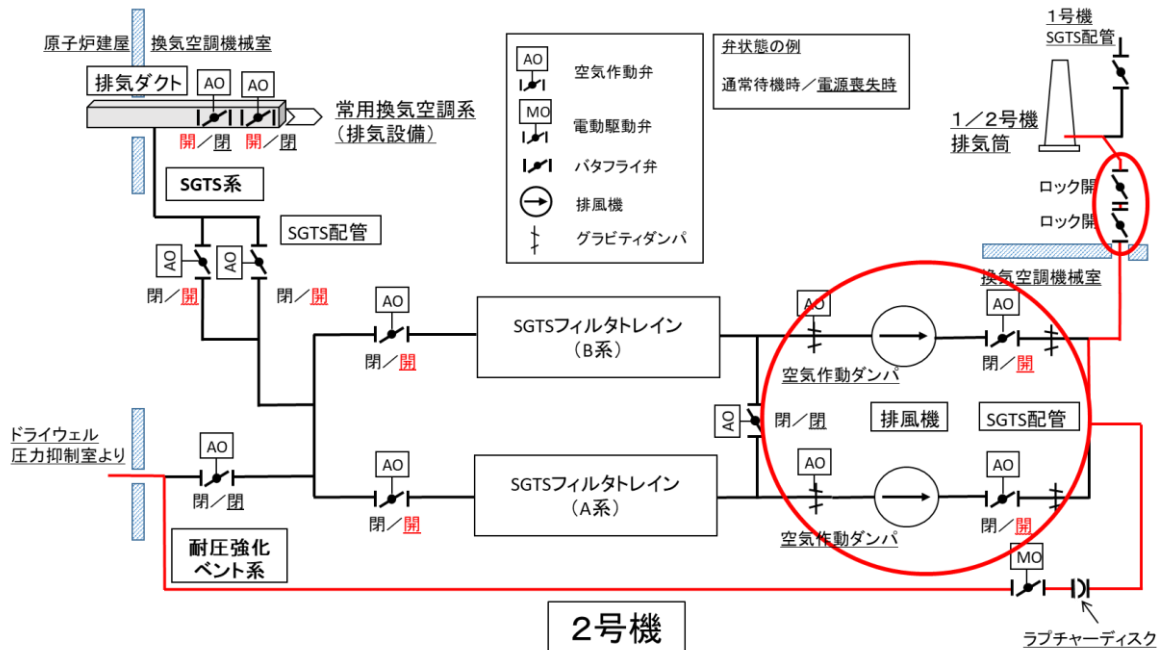 原子炉建屋
換気空調機械室
排気ダクト
AO
AO
開／閉
開／閉
常用換気空調系
(排気設備)
SGTS系
SGTS配管
AO
AO
閉／開
閉／開
AO
空気作動弁
MO
電動駆動弁
バタフライ弁
排風機
グラビティダンパ
弁状態の例
通常待機時／電源喪失時
1号機
SGTS配管
1／2号機
排気筒
ロック開
ロック開
換気空調機械室
AO
閉／開
SGTSフィルタトレイン
(B系)
AO
空気作動ダンパ
AO
閉／開
AO
閉／閉
排風機
SGTS配管
ドライウェル
圧力抑制室より
AO
閉／閉
AO
閉／開
SGTSフィルタトレイン
(A系)
AO
空気作動ダンパ
AO
閉／開
耐圧強化
ベント系
MO
ラプチャーディスク
2号機